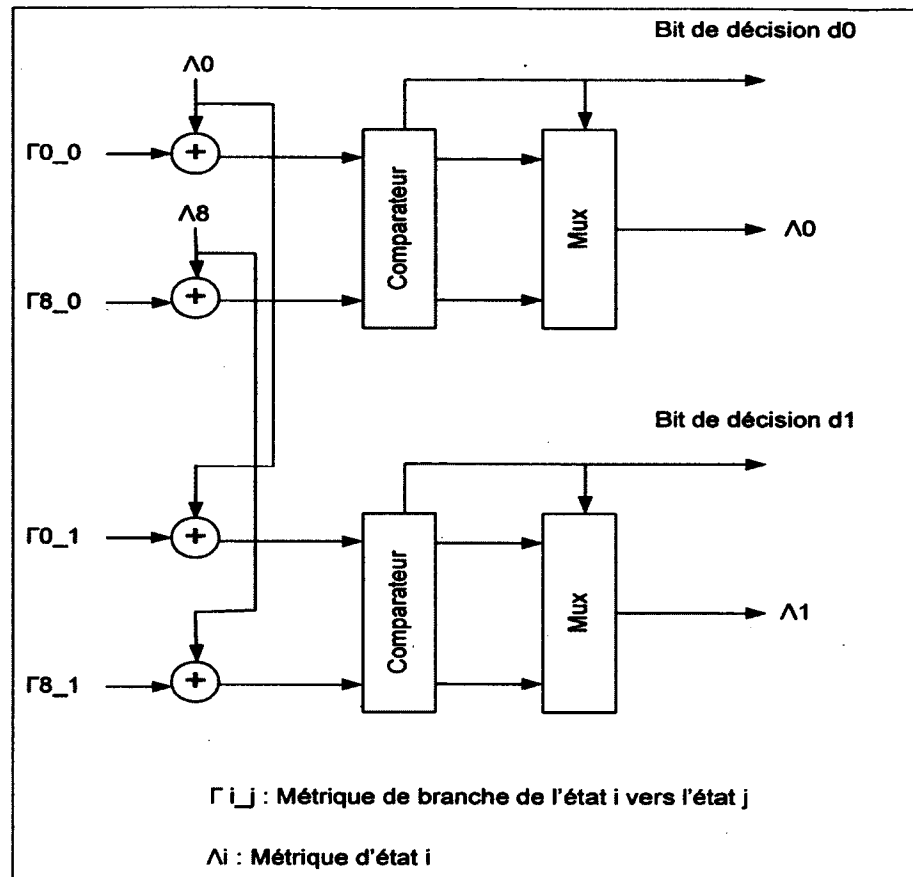 Bit de décision d0
Λ0
Γ0_0
+
Λ8
Γ8_0
+
Comparateur
Mux
Λ0
Bit de décision d1
Γ0_1
+
Γ8_1
+
Comparateur
Mux
Λ1
Γ i_j : Métrique de branche de l'état i vers l'état j
Λi : Métrique d'état i